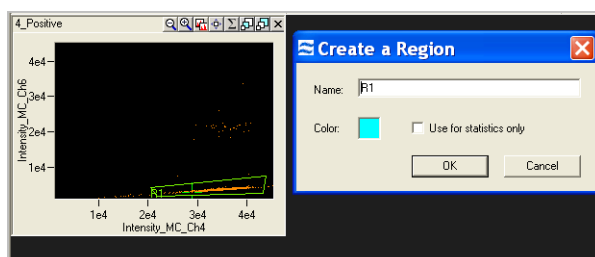 4_Positive
4e4
3e4
2e4
1e4
Intensity_MC_Ch6
R1
1e4 2e4 3e4 4e4
Intensity_MC_Ch4
Create a Region
Name: R1
Color: Use for statistics only
OK Cancel